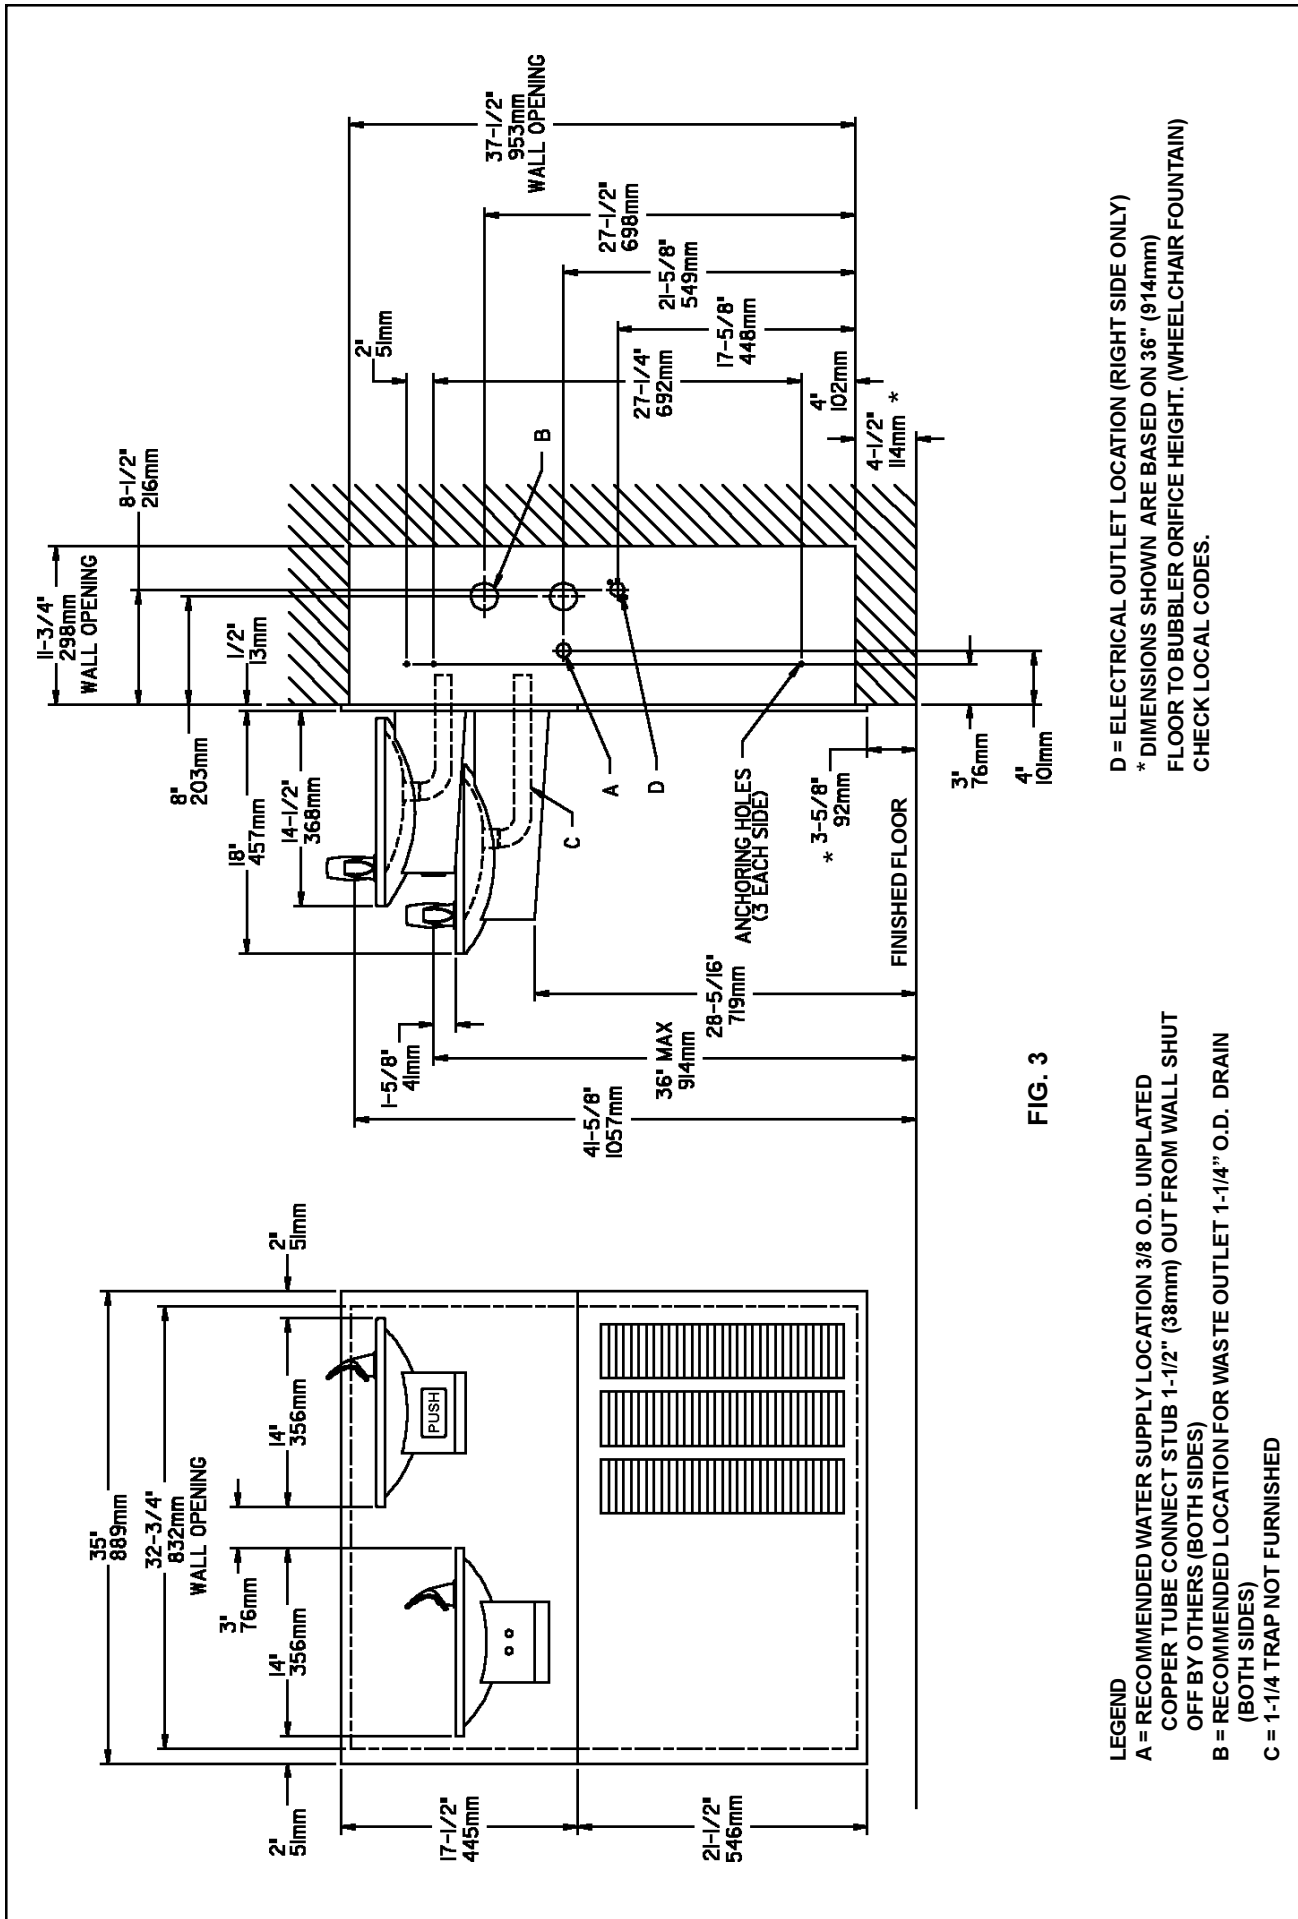 35"
889mm
32-3/4"
832mm
WALL OPENING
2"
51mm
2"
51mm
3"
76mm
14"
356mm
14"
356mm
PUSH
17-1/2"
445mm
21-1/2"
546mm
11-3/4"
298mm
WALL OPENING
8-1/2"
216mm
8"
203mm
1/2"
13mm
18"
457mm
14-1/2"
368mm
2"
51mm
37-1/2"
953mm
WALL OPENING
27-1/2"
698mm
21-5/8"
549mm
17-5/8"
448mm
27-1/4"
692mm
4"
102mm
4-1/2"
114mm *
B
A
D
C
1-5/8"
41mm
41-5/8"
1057mm
36" MAX
914mm
28-5/16"
719mm
ANCHORING HOLES
(3 EACH SIDE)
* 3-5/8"
92mm
FINISHED FLOOR
3"
76mm
4"
101mm
FIG. 3
LEGEND
A = RECOMMENDED WATER SUPPLY LOCATION 3/8 O.D. UNPLATED
COPPER TUBE CONNECT STUB 1-1/2" (38mm) OUT FROM WALL SHUT
OFF BY OTHERS (BOTH SIDES)
B = RECOMMENDED LOCATION FOR WASTE OUTLET 1-1/4” O.D. DRAIN
(BOTH SIDES)
C = 1-1/4 TRAP NOT FURNISHED
D = ELECTRICAL OUTLET LOCATION (RIGHT SIDE ONLY)
* DIMENSIONS SHOWN ARE BASED ON 36" (914mm)
FLOOR TO BUBBLER ORIFICE HEIGHT. (WHEELCHAIR FOUNTAIN)
CHECK LOCAL CODES.